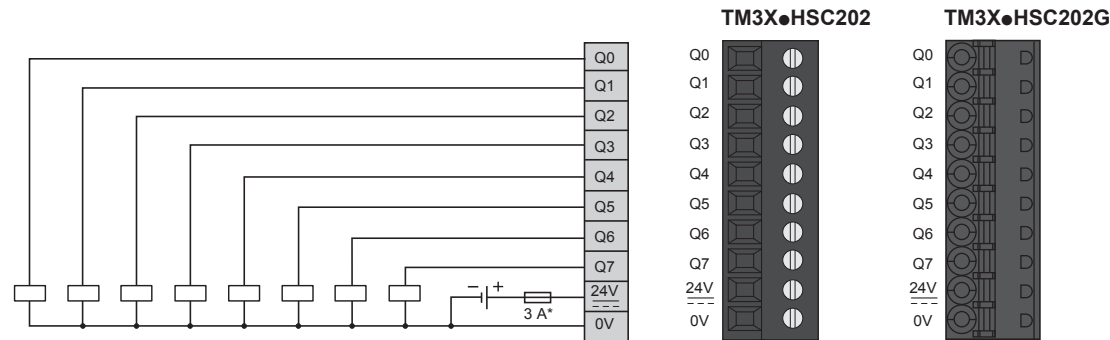 TM3X●HSC202
TM3X●HSC202G
Q0
Q1
Q2
Q3
Q4
Q5
Q6
Q7
24V
0V
− +
3 A*
Q0
Q1
Q2
Q3
Q4
Q5
Q6
Q7
24V
0V
Q0
Q1
Q2
Q3
Q4
Q5
Q6
Q7
24V
0V